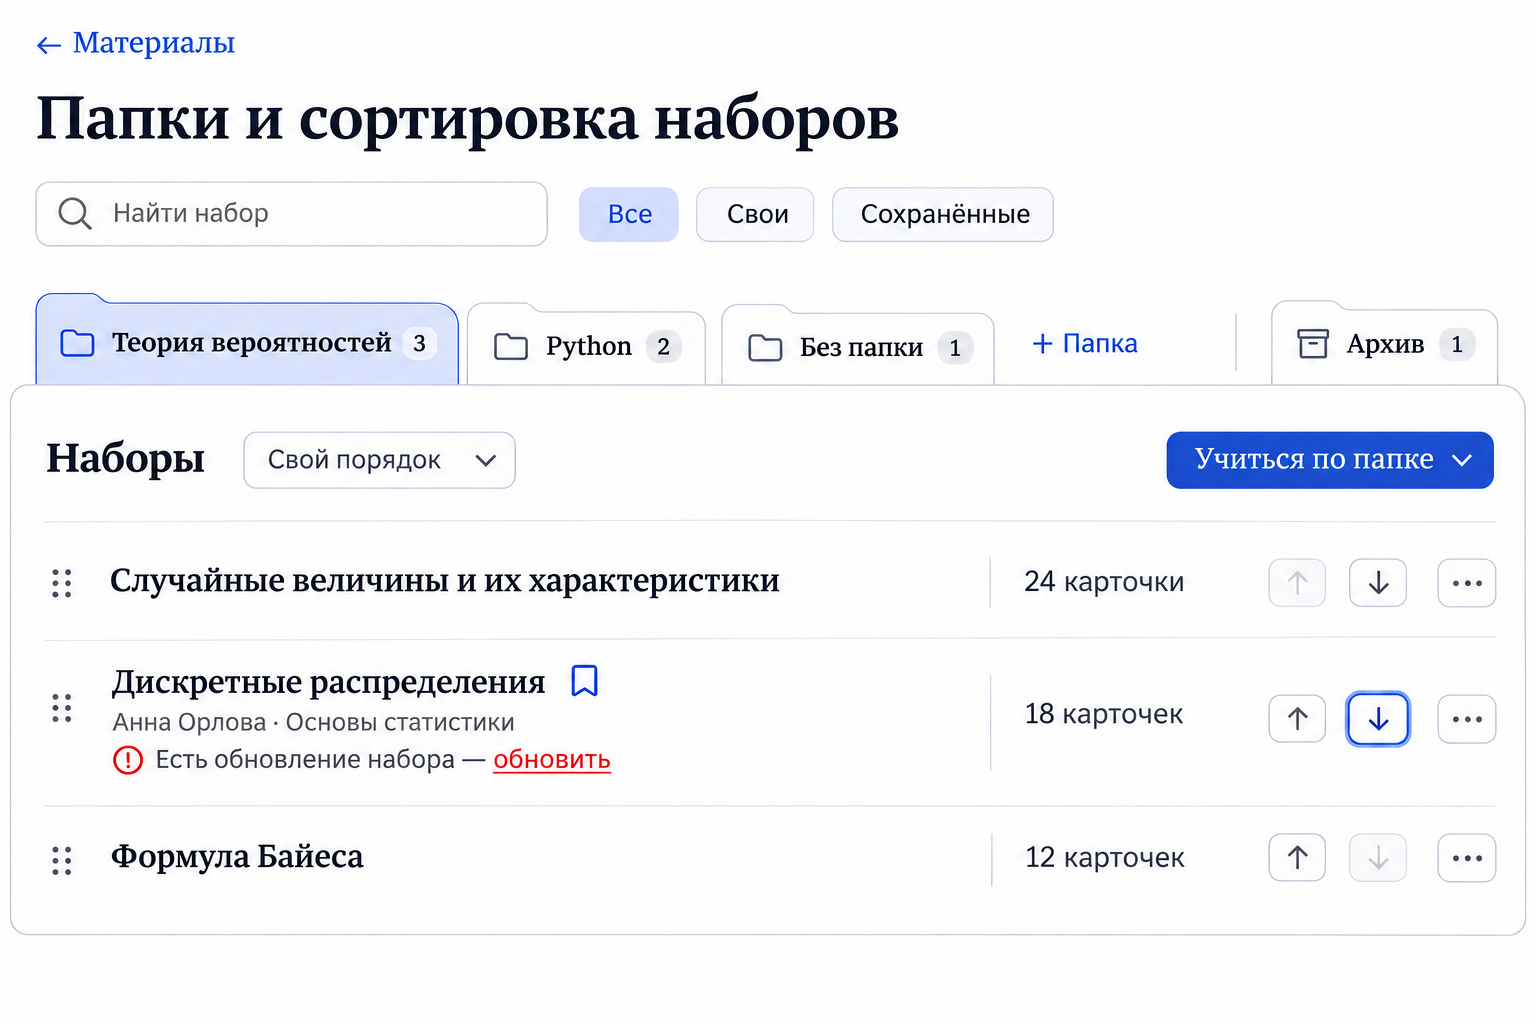 ← Материалы
Папки и сортировка наборов
Найти набор
Все
Свои
Сохранённые
Теория вероятностей 3
Python 2
Без папки 1
+ Папка
Архив 1
Наборы
Свой порядок
Учиться по папке
Случайные величины и их характеристики
24 карточки
Дискретные распределения
Анна Орлова · Основы статистики
Есть обновление набора — обновить
18 карточек
Формула Байеса
12 карточек